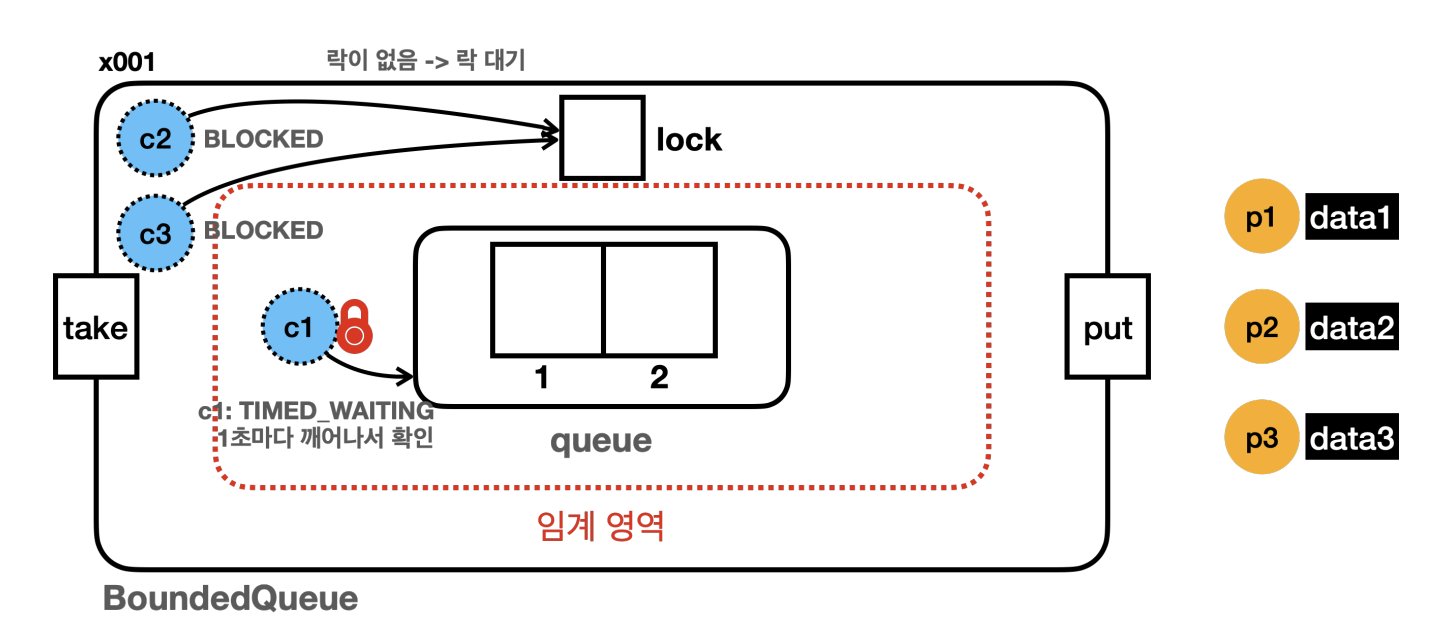 x001
락이 없음 -> 락 대기
c2
BLOCKED
lock
c3
BLOCKED
p1
data1
take
c1
put
p2
data2
1
2
c1: TIMED_WAITING
1초마다 깨어나서 확인
queue
p3
data3
임계 영역
BoundedQueue